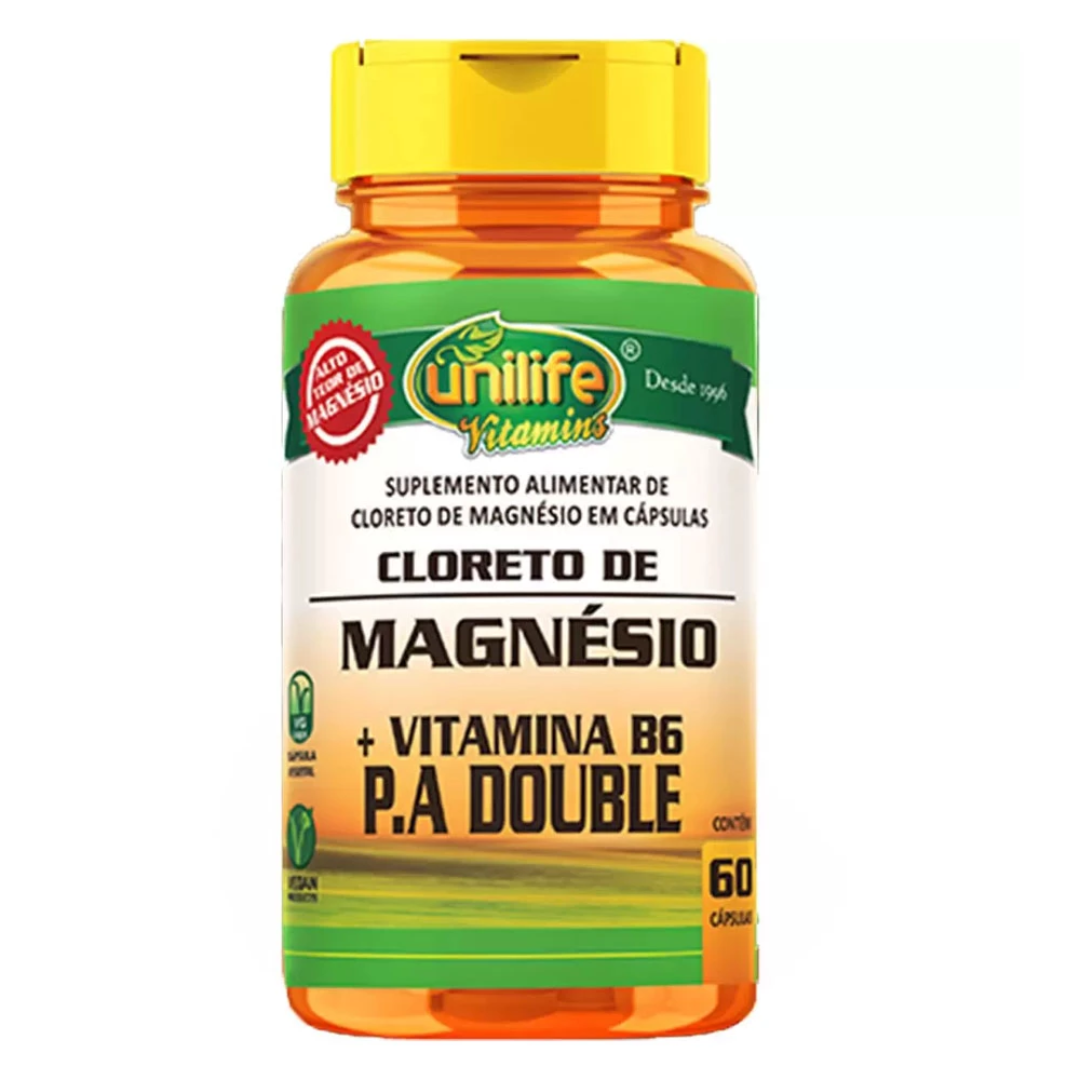 ALTO
TEOR DE
MAGNÉSIO
unilife®
Vitamins
Desde 1996
SUPLEMENTO ALIMENTAR DE
CLORETO DE MAGNÉSIO EM CÁPSULAS
CLORETO DE
MAGNÉSIO
+ VITAMINA B6
P.A DOUBLE
VEGAN
CONTÉM
60
CÁPSULAS